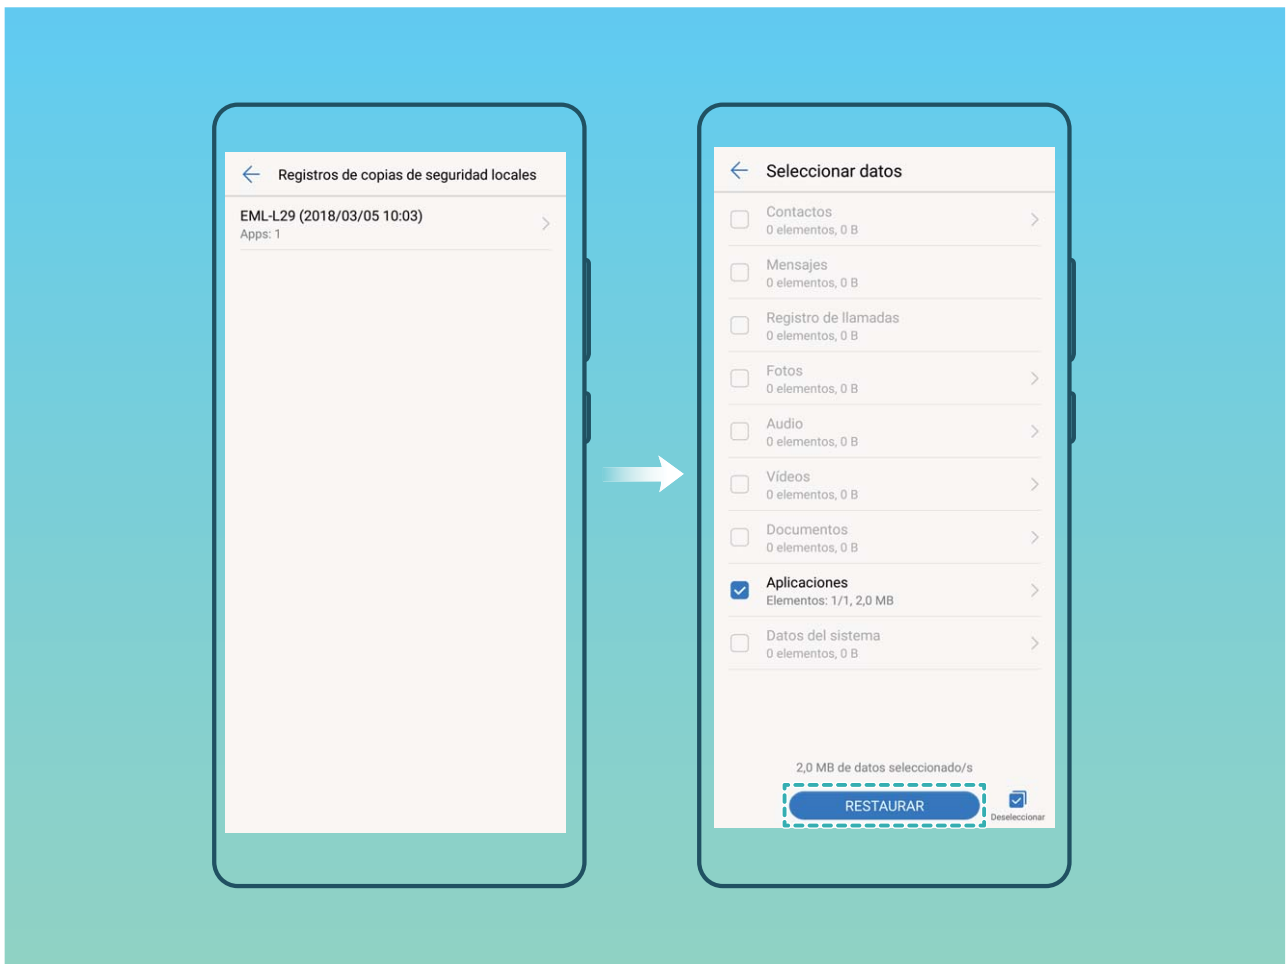 Registros de copias de seguridad locales
EML-L29 (2018/03/05 10:03)
Apps: 1
Seleccionar datos
Contactos
0 elementos, 0 B
Mensajes
0 elementos, 0 B
Registro de llamadas
0 elementos, 0 B
Fotos
0 elementos, 0 B
Audio
0 elementos, 0 B
Vídeos
0 elementos, 0 B
Documentos
0 elementos, 0 B
Aplicaciones
Elementos: 1/1, 2,0 MB
Datos del sistema
0 elementos, 0 B
2,0 MB de datos seleccionado/s
RESTAURAR
Deseleccionar